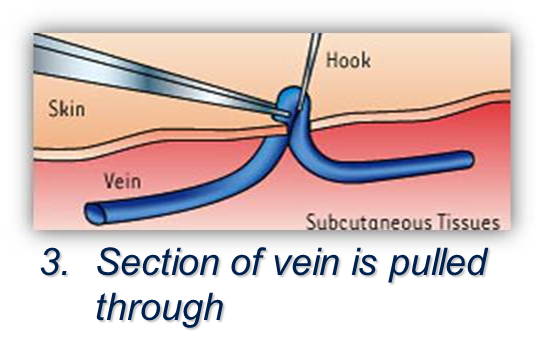 Hook
Skin
Vein
Subcutaneous Tissues
3. Section of vein is pulled
through